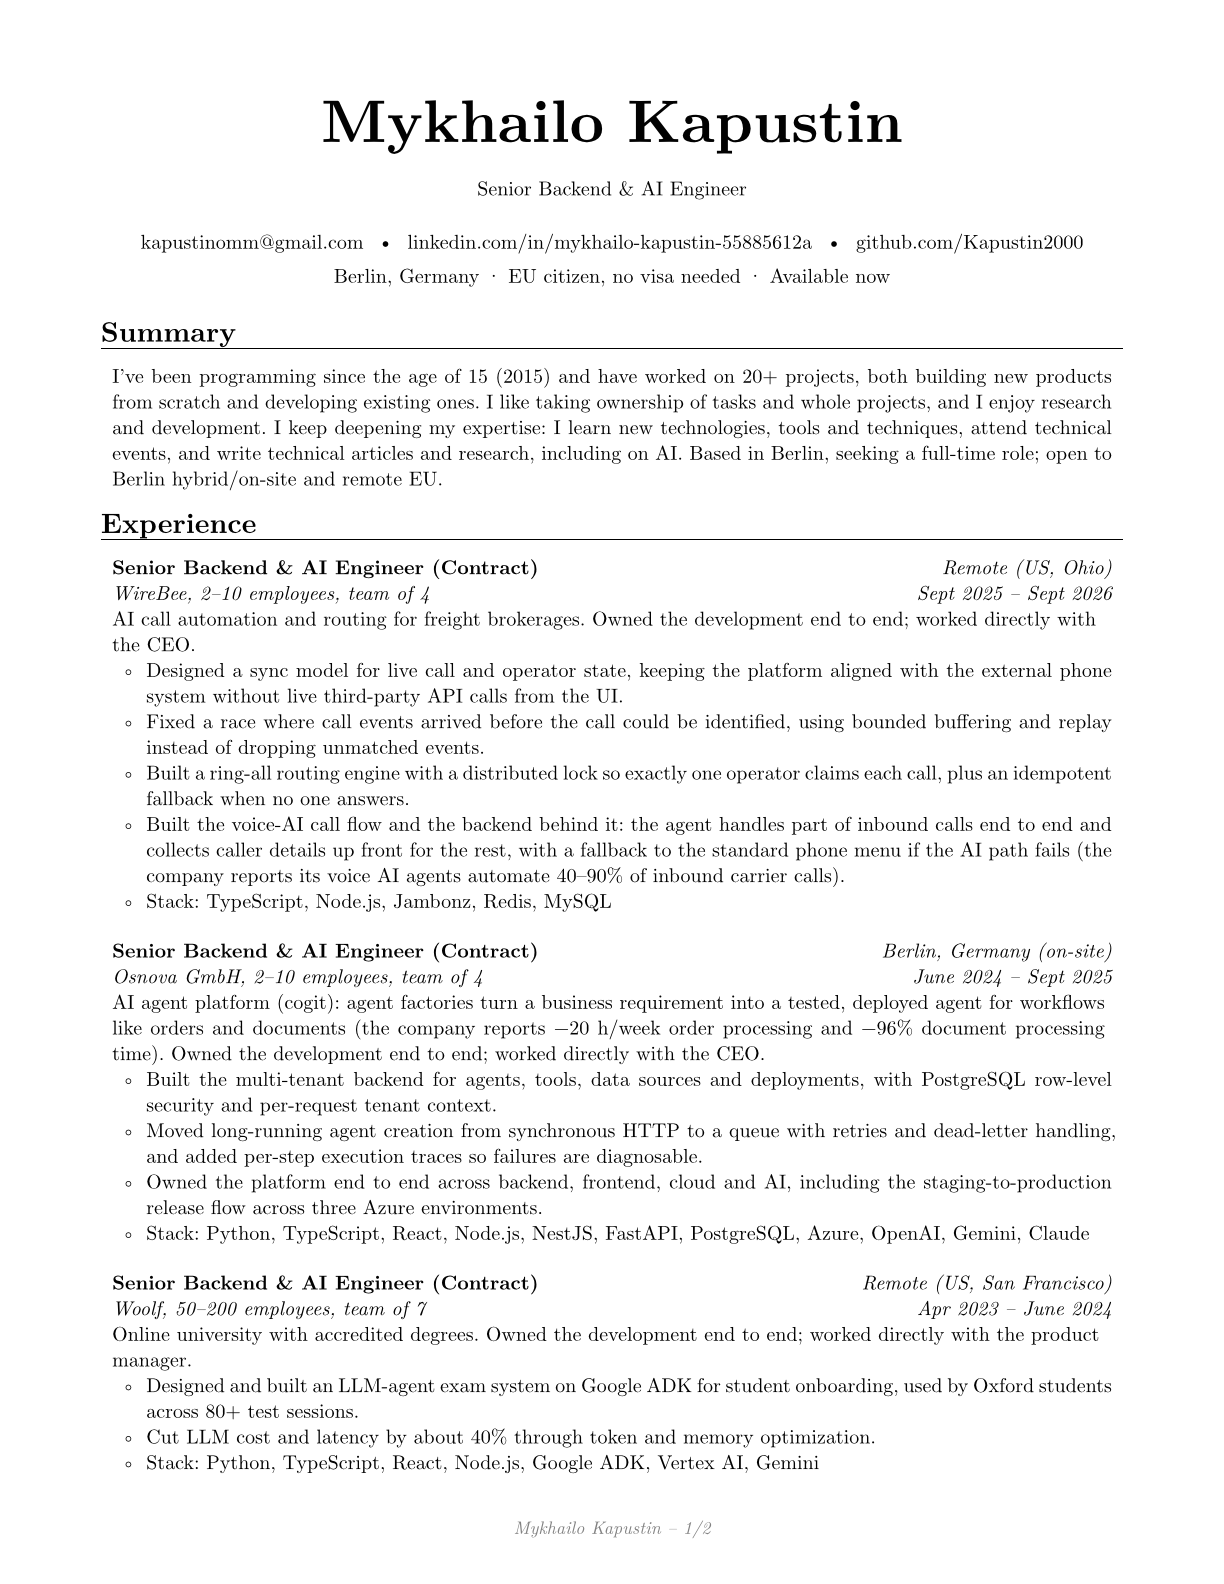 Mykhailo Kapustin
Senior Backend & AI Engineer
kapustinomm@gmail.com • linkedin.com/in/mykhailo-kapustin-55885612a • github.com/Kapustin2000
Berlin, Germany · EU citizen, no visa needed · Available now
Summary
I've been programming since the age of 15 (2015) and have worked on 20+ projects, both building new products
from scratch and developing existing ones. I like taking ownership of tasks and whole projects, and I enjoy research
and development. I keep deepening my expertise: I learn new technologies, tools and techniques, attend technical
events, and write technical articles and research, including on AI. Based in Berlin, seeking a full-time role; open to
Berlin hybrid/on-site and remote EU.
Experience
Senior Backend & AI Engineer (Contract) Remote (US, Ohio)
WireBee, 2–10 employees, team of 4 Sept 2025 – Sept 2026
AI call automation and routing for freight brokerages. Owned the development end to end; worked directly with
the CEO.
◦ Designed a sync model for live call and operator state, keeping the platform aligned with the external phone
system without live third-party API calls from the UI.
◦ Fixed a race where call events arrived before the call could be identified, using bounded buffering and replay
instead of dropping unmatched events.
◦ Built a ring-all routing engine with a distributed lock so exactly one operator claims each call, plus an idempotent
fallback when no one answers.
◦ Built the voice-AI call flow and the backend behind it: the agent handles part of inbound calls end to end and
collects caller details up front for the rest, with a fallback to the standard phone menu if the AI path fails (the
company reports its voice AI agents automate 40–90% of inbound carrier calls).
◦ Stack: TypeScript, Node.js, Jambonz, Redis, MySQL
Senior Backend & AI Engineer (Contract) Berlin, Germany (on-site)
Osnova GmbH, 2–10 employees, team of 4 June 2024 – Sept 2025
AI agent platform (cogit): agent factories turn a business requirement into a tested, deployed agent for workflows
like orders and documents (the company reports −20 h/week order processing and −96% document processing
time). Owned the development end to end; worked directly with the CEO.
◦ Built the multi-tenant backend for agents, tools, data sources and deployments, with PostgreSQL row-level
security and per-request tenant context.
◦ Moved long-running agent creation from synchronous HTTP to a queue with retries and dead-letter handling,
and added per-step execution traces so failures are diagnosable.
◦ Owned the platform end to end across backend, frontend, cloud and AI, including the staging-to-production
release flow across three Azure environments.
◦ Stack: Python, TypeScript, React, Node.js, NestJS, FastAPI, PostgreSQL, Azure, OpenAI, Gemini, Claude
Senior Backend & AI Engineer (Contract) Remote (US, San Francisco)
Woolf, 50–200 employees, team of 7 Apr 2023 – June 2024
Online university with accredited degrees. Owned the development end to end; worked directly with the product
manager.
◦ Designed and built an LLM-agent exam system on Google ADK for student onboarding, used by Oxford students
across 80+ test sessions.
◦ Cut LLM cost and latency by about 40% through token and memory optimization.
◦ Stack: Python, TypeScript, React, Node.js, Google ADK, Vertex AI, Gemini
Mykhailo Kapustin – 1/2